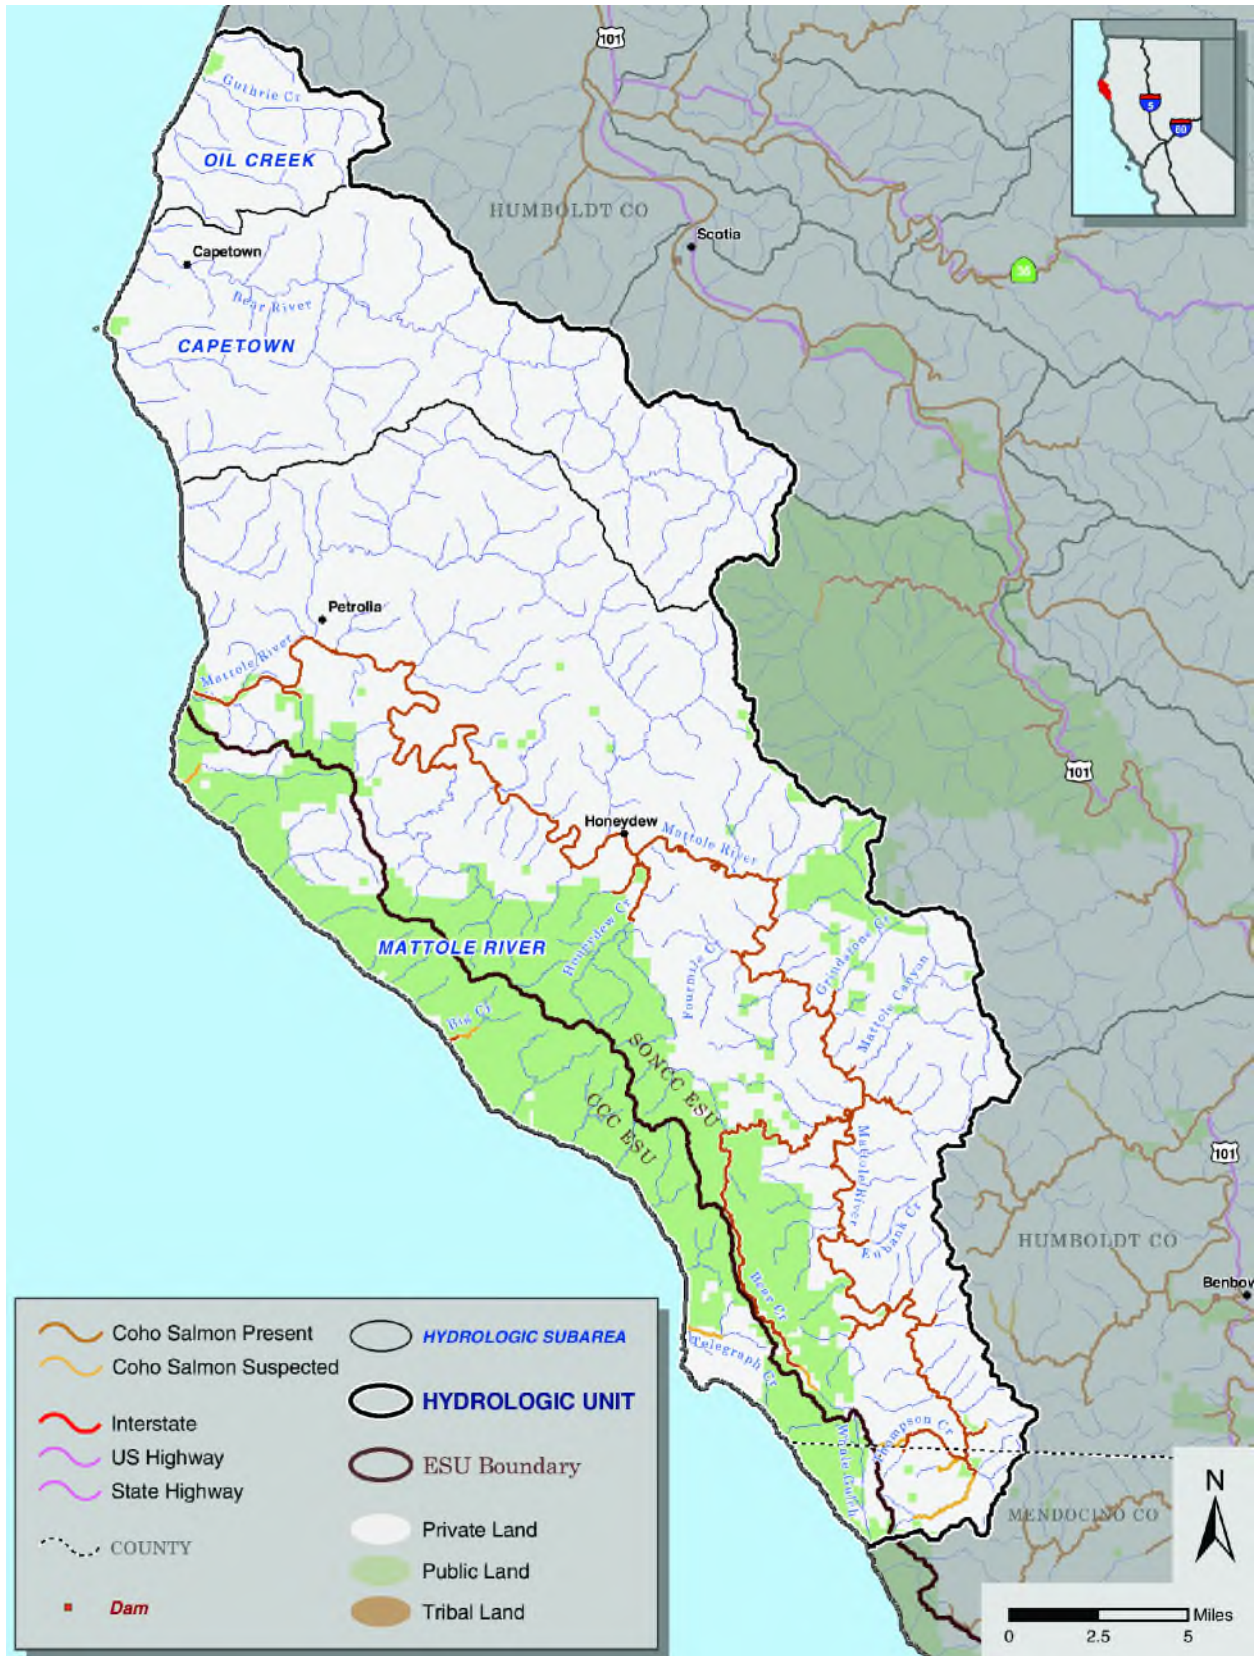 101
5
80
Guthrie Cr
OIL CREEK
HUMBOLDT CO
Scotia
Capetown
36
Bear River
CAPETOWN
Petrolia
Mattole River
101
Honeydew
Mattole River
MATTOLE RIVER
Honeydew Cr
Fourmile Cr
Grindstone Cr
Mattole Canyon
Big Cr
SONCC ESU
CCC ESU
Mattole River
101
Eubank Cr
HUMBOLDT CO
Benbow
Bear Cr
Telegraph Cr
Thompson Cr
Whale Gulch
MENDOCINO CO
Coho Salmon Present
Coho Salmon Suspected
Interstate
US Highway
State Highway
COUNTY
Dam
HYDROLOGIC SUBAREA
HYDROLOGIC UNIT
ESU Boundary
Private Land
Public Land
Tribal Land
N
Miles
0 2.5 5